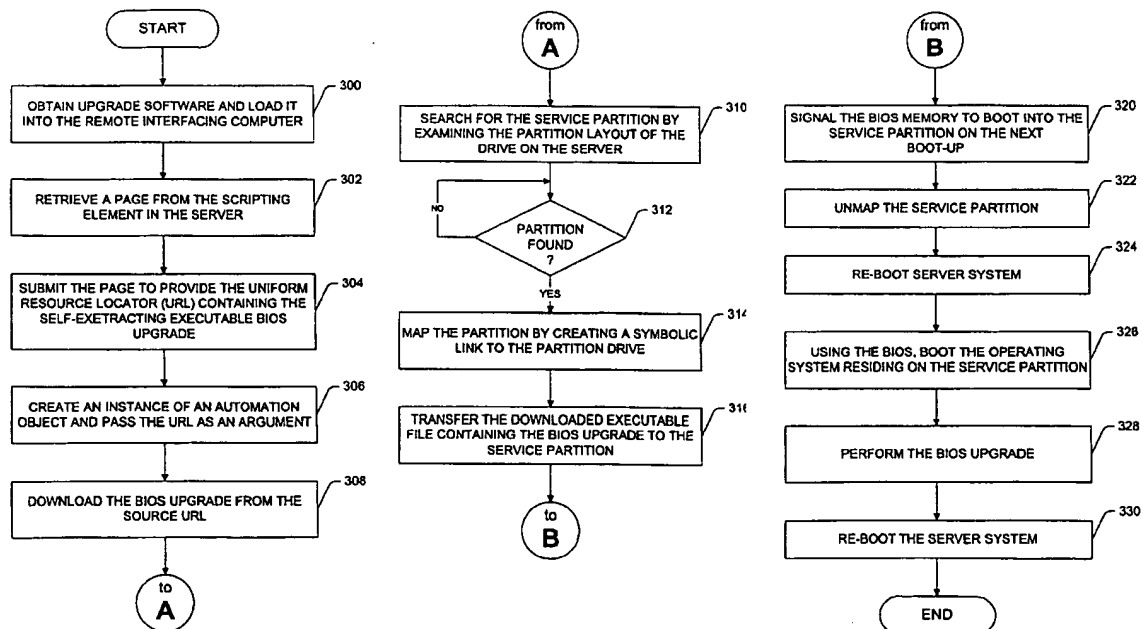 START
300
OBTAIN UPGRADE SOFTWARE AND LOAD IT
INTO THE REMOTE INTERFACING COMPUTER
302
RETRIEVE A PAGE FROM THE SCRIPTING
ELEMENT IN THE SERVER
304
SUBMIT THE PAGE TO PROVIDE THE UNIFORM
RESOURCE LOCATOR (URL) CONTAINING THE
SELF-EXETRACTING EXECUTABLE BIOS
UPGRADE
306
CREATE AN INSTANCE OF AN AUTOMATION
OBJECT AND PASS THE URL AS AN ARGUMENT
308
DOWNLOAD THE BIOS UPGRADE FROM THE
SOURCE URL
to
A
from
A
310
SEARCH FOR THE SERVICE PARTITION BY
EXAMINING THE PARTITION LAYOUT OF THE
DRIVE ON THE SERVER
NO
312
PARTITION
FOUND
?
YES
314
MAP THE PARTITION BY CREATING A SYMBOLIC
LINK TO THE PARTITION DRIVE
316
TRANSFER THE DOWNLOADED EXECUTABLE
FILE CONTAINING THE BIOS UPGRADE TO THE
SERVICE PARTITION
to
B
from
B
320
SIGNAL THE BIOS MEMORY TO BOOT INTO THE
SERVICE PARTITION ON THE NEXT
BOOT-UP
322
UNMAP THE SERVICE PARTITION
324
RE-BOOT SERVER SYSTEM
326
USING THE BIOS, BOOT THE OPERATING
SYSTEM RESIDING ON THE SERVICE PARTITION
328
PERFORM THE BIOS UPGRADE
330
RE-BOOT THE SERVER SYSTEM
END